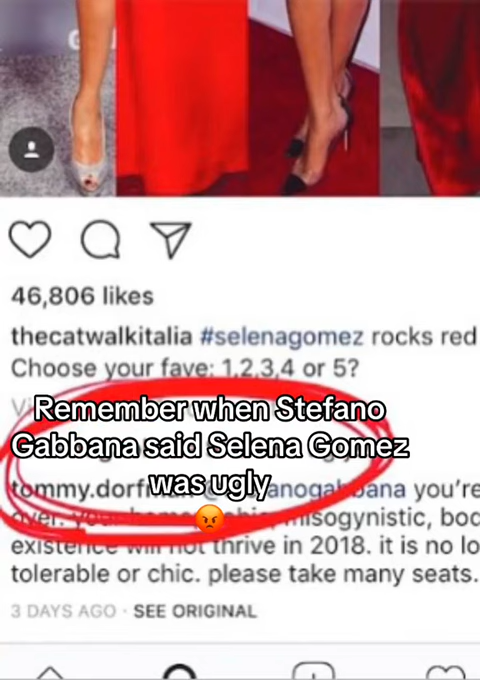 46,806 likes
thecatwalkitalia #selenagomez rocks red
Choose your fave: 1,2,3,4 or 5?
Remember when Stefano
Gabbana said Selena Gomez
was ugly
😡
you're
misogynistic,
existence will not thrive in 2018. it is no lo
tolerable or chic. please take many seats.
3 DAYS AGO · SEE ORIGINAL